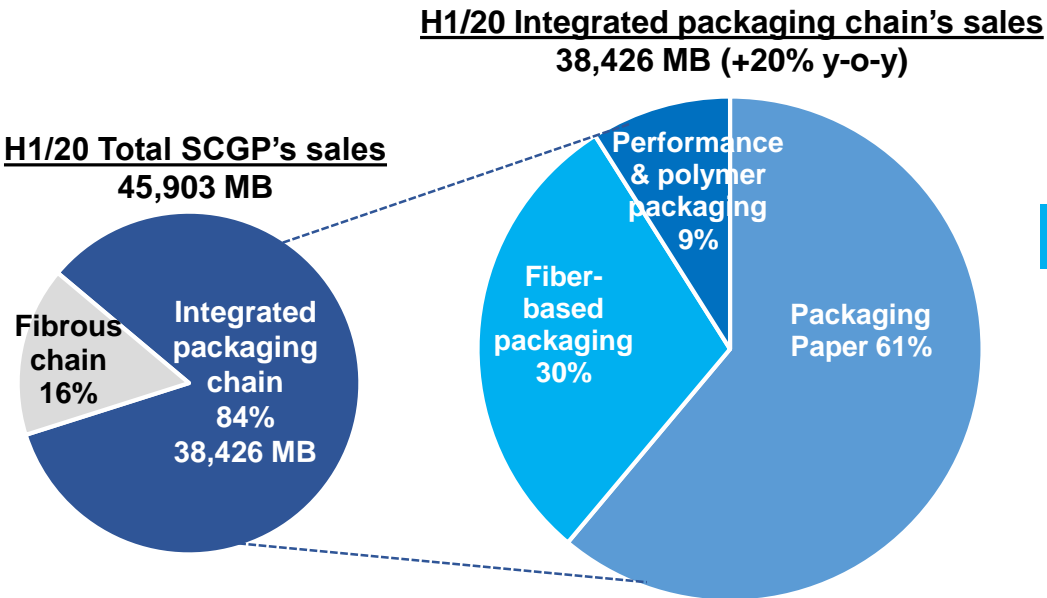 H1/20 Integrated packaging chain's sales
38,426 MB (+20% y-o-y)
H1/20 Total SCGP's sales
45,903 MB
Fibrous
chain
16%
Integrated
packaging
chain
84%
38,426 MB
Performance
& polymer
packaging
9%
Fiber-
based
packaging
30%
Packaging
Paper 61%